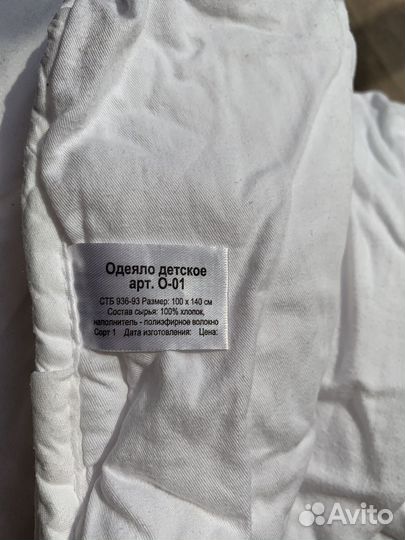 Одеяло детское
арт. О-01
СТБ 936-93 Размер: 100 х 140 см
Состав сырья: 100% хлопок,
наполнитель - полиэфирное волокно
Сорт 1 Дата изготовления: Цена:
Avito